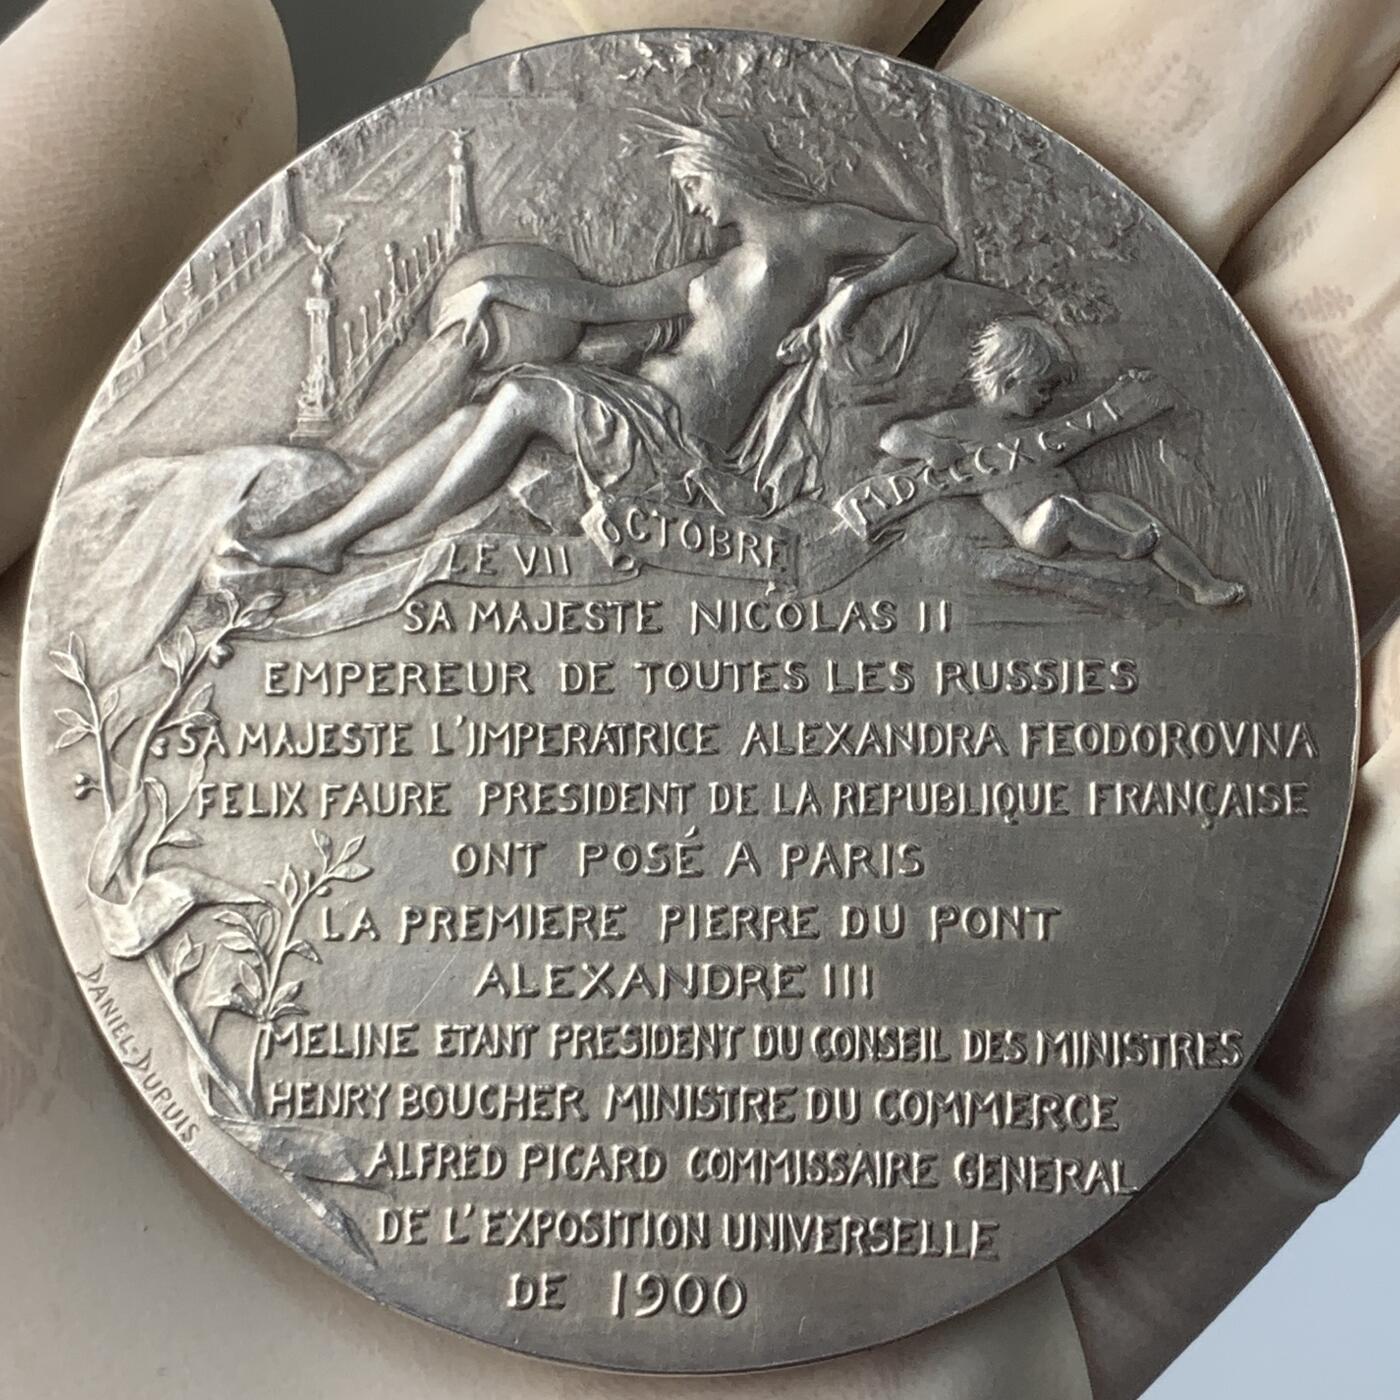 LE VII OCTOBRE MDCCCXCVI
SA MAJESTE NICOLAS II
EMPEREUR DE TOUTES LES RUSSIES
SA MAJESTE L'IMPERATRICE ALEXANDRA FEODOROVNA
FELIX FAURE PRESIDENT DE LA REPUBLIQUE FRANÇAISE
ONT POSÉ A PARIS
LA PREMIERE PIERRE DU PONT
ALEXANDRE III
MELINE ETANT PRESIDENT DU CONSEIL DES MINISTRES
HENRY BOUCHER MINISTRE DU COMMERCE
ALFRED PICARD COMMISSAIRE GENERAL
DE L'EXPOSITION UNIVERSELLE
DE 1900
DANIEL-DUPUIS